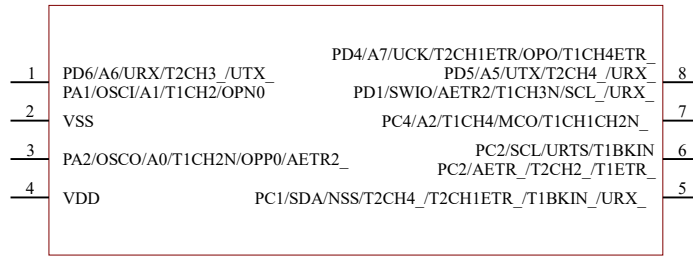 1 PD6/A6/URX/T2CH3_/UTX_
PA1/OSCI/A1/T1CH2/OPN0
2 VSS
3 PA2/OSCO/A0/T1CH2N/OPP0/AETR2_
4 VDD
PD4/A7/UCK/T2CH1ETR/OPO/T1CH4ETR_
PD5/A5/UTX/T2CH4_/URX_ 8
PD1/SWIO/AETR2/T1CH3N/SCL_/URX_
PC4/A2/T1CH4/MCO/T1CH1CH2N_ 7
PC2/SCL/URTS/T1BKIN 6
PC2/AETR_/T2CH2_/T1ETR_
PC1/SDA/NSS/T2CH4_/T2CH1ETR_/T1BKIN_/URX_ 5